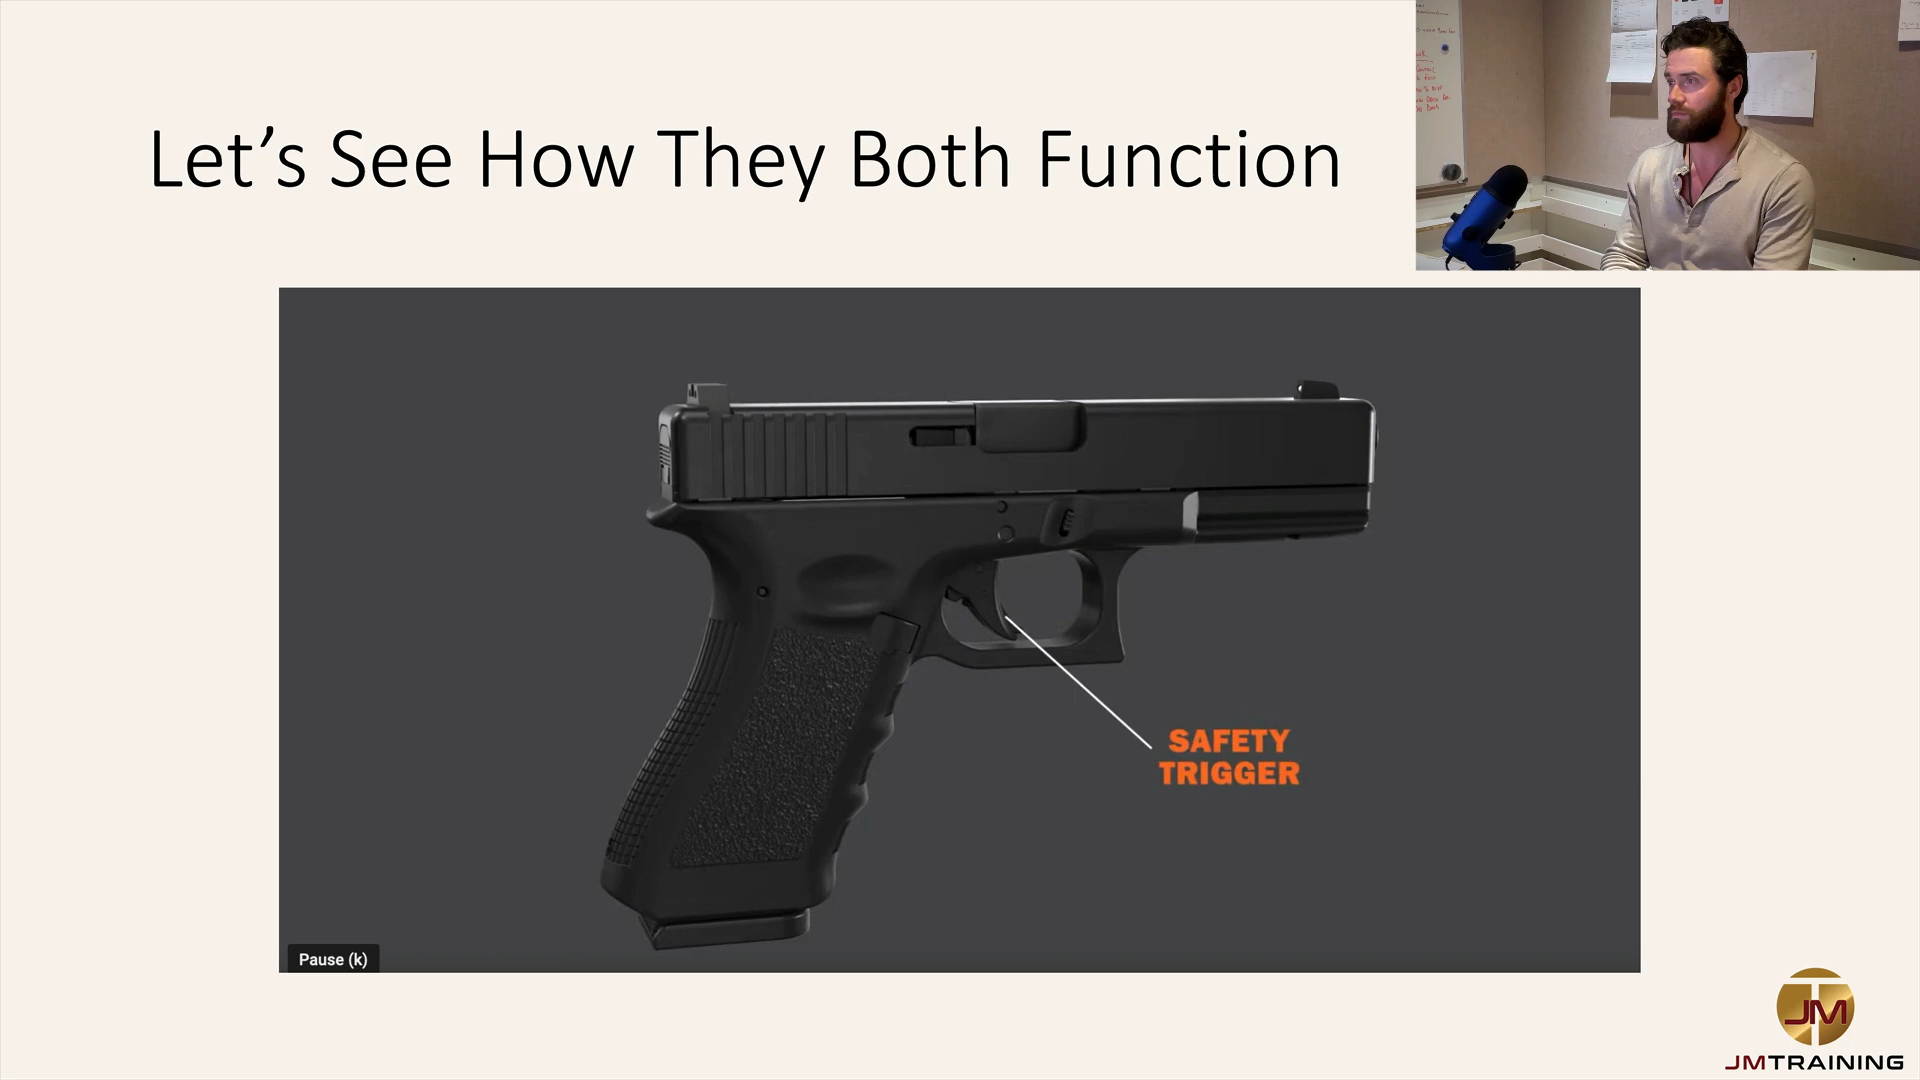 Let's See How They Both Function
SAFETY
TRIGGER
Pause (k)
JM
JMTRAINING